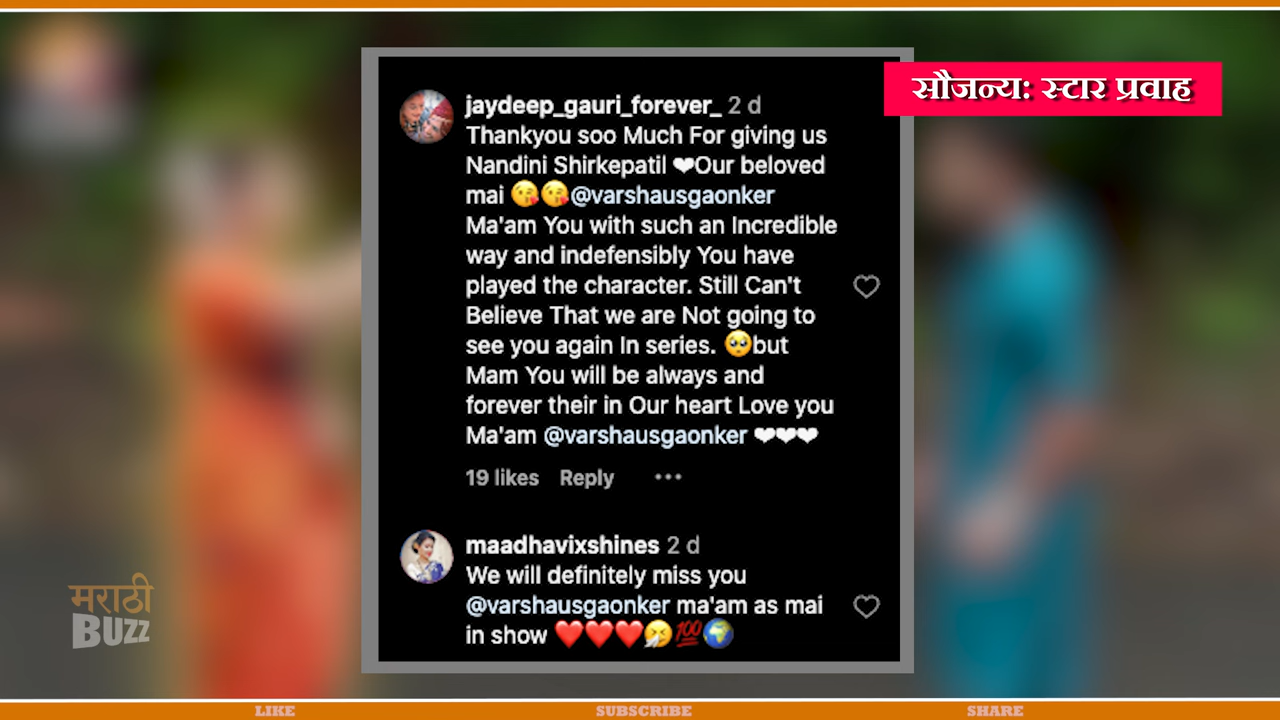 सौजन्य: स्टार प्रवाह
jaydeep_gauri_forever_ 2 d
Thankyou soo Much For giving us
Nandini Shirkepatil ❤Our beloved
mai 😘😘@varshausgaonker
Ma'am You with such an Incredible
way and indefensibly You have
played the character. Still Can't
Believe That we are Not going to
see you again In series. 🥺but
Mam You will be always and
forever their in Our heart Love you
Ma'am @varshausgaonker ❤❤❤
19 likes Reply •••
maadhavixshines 2 d
We will definitely miss you
@varshausgaonker ma'am as mai
in show ❤️❤️❤️🤧💯🌍
मराठी
BUZZ
LIKE SUBSCRIBE SHARE